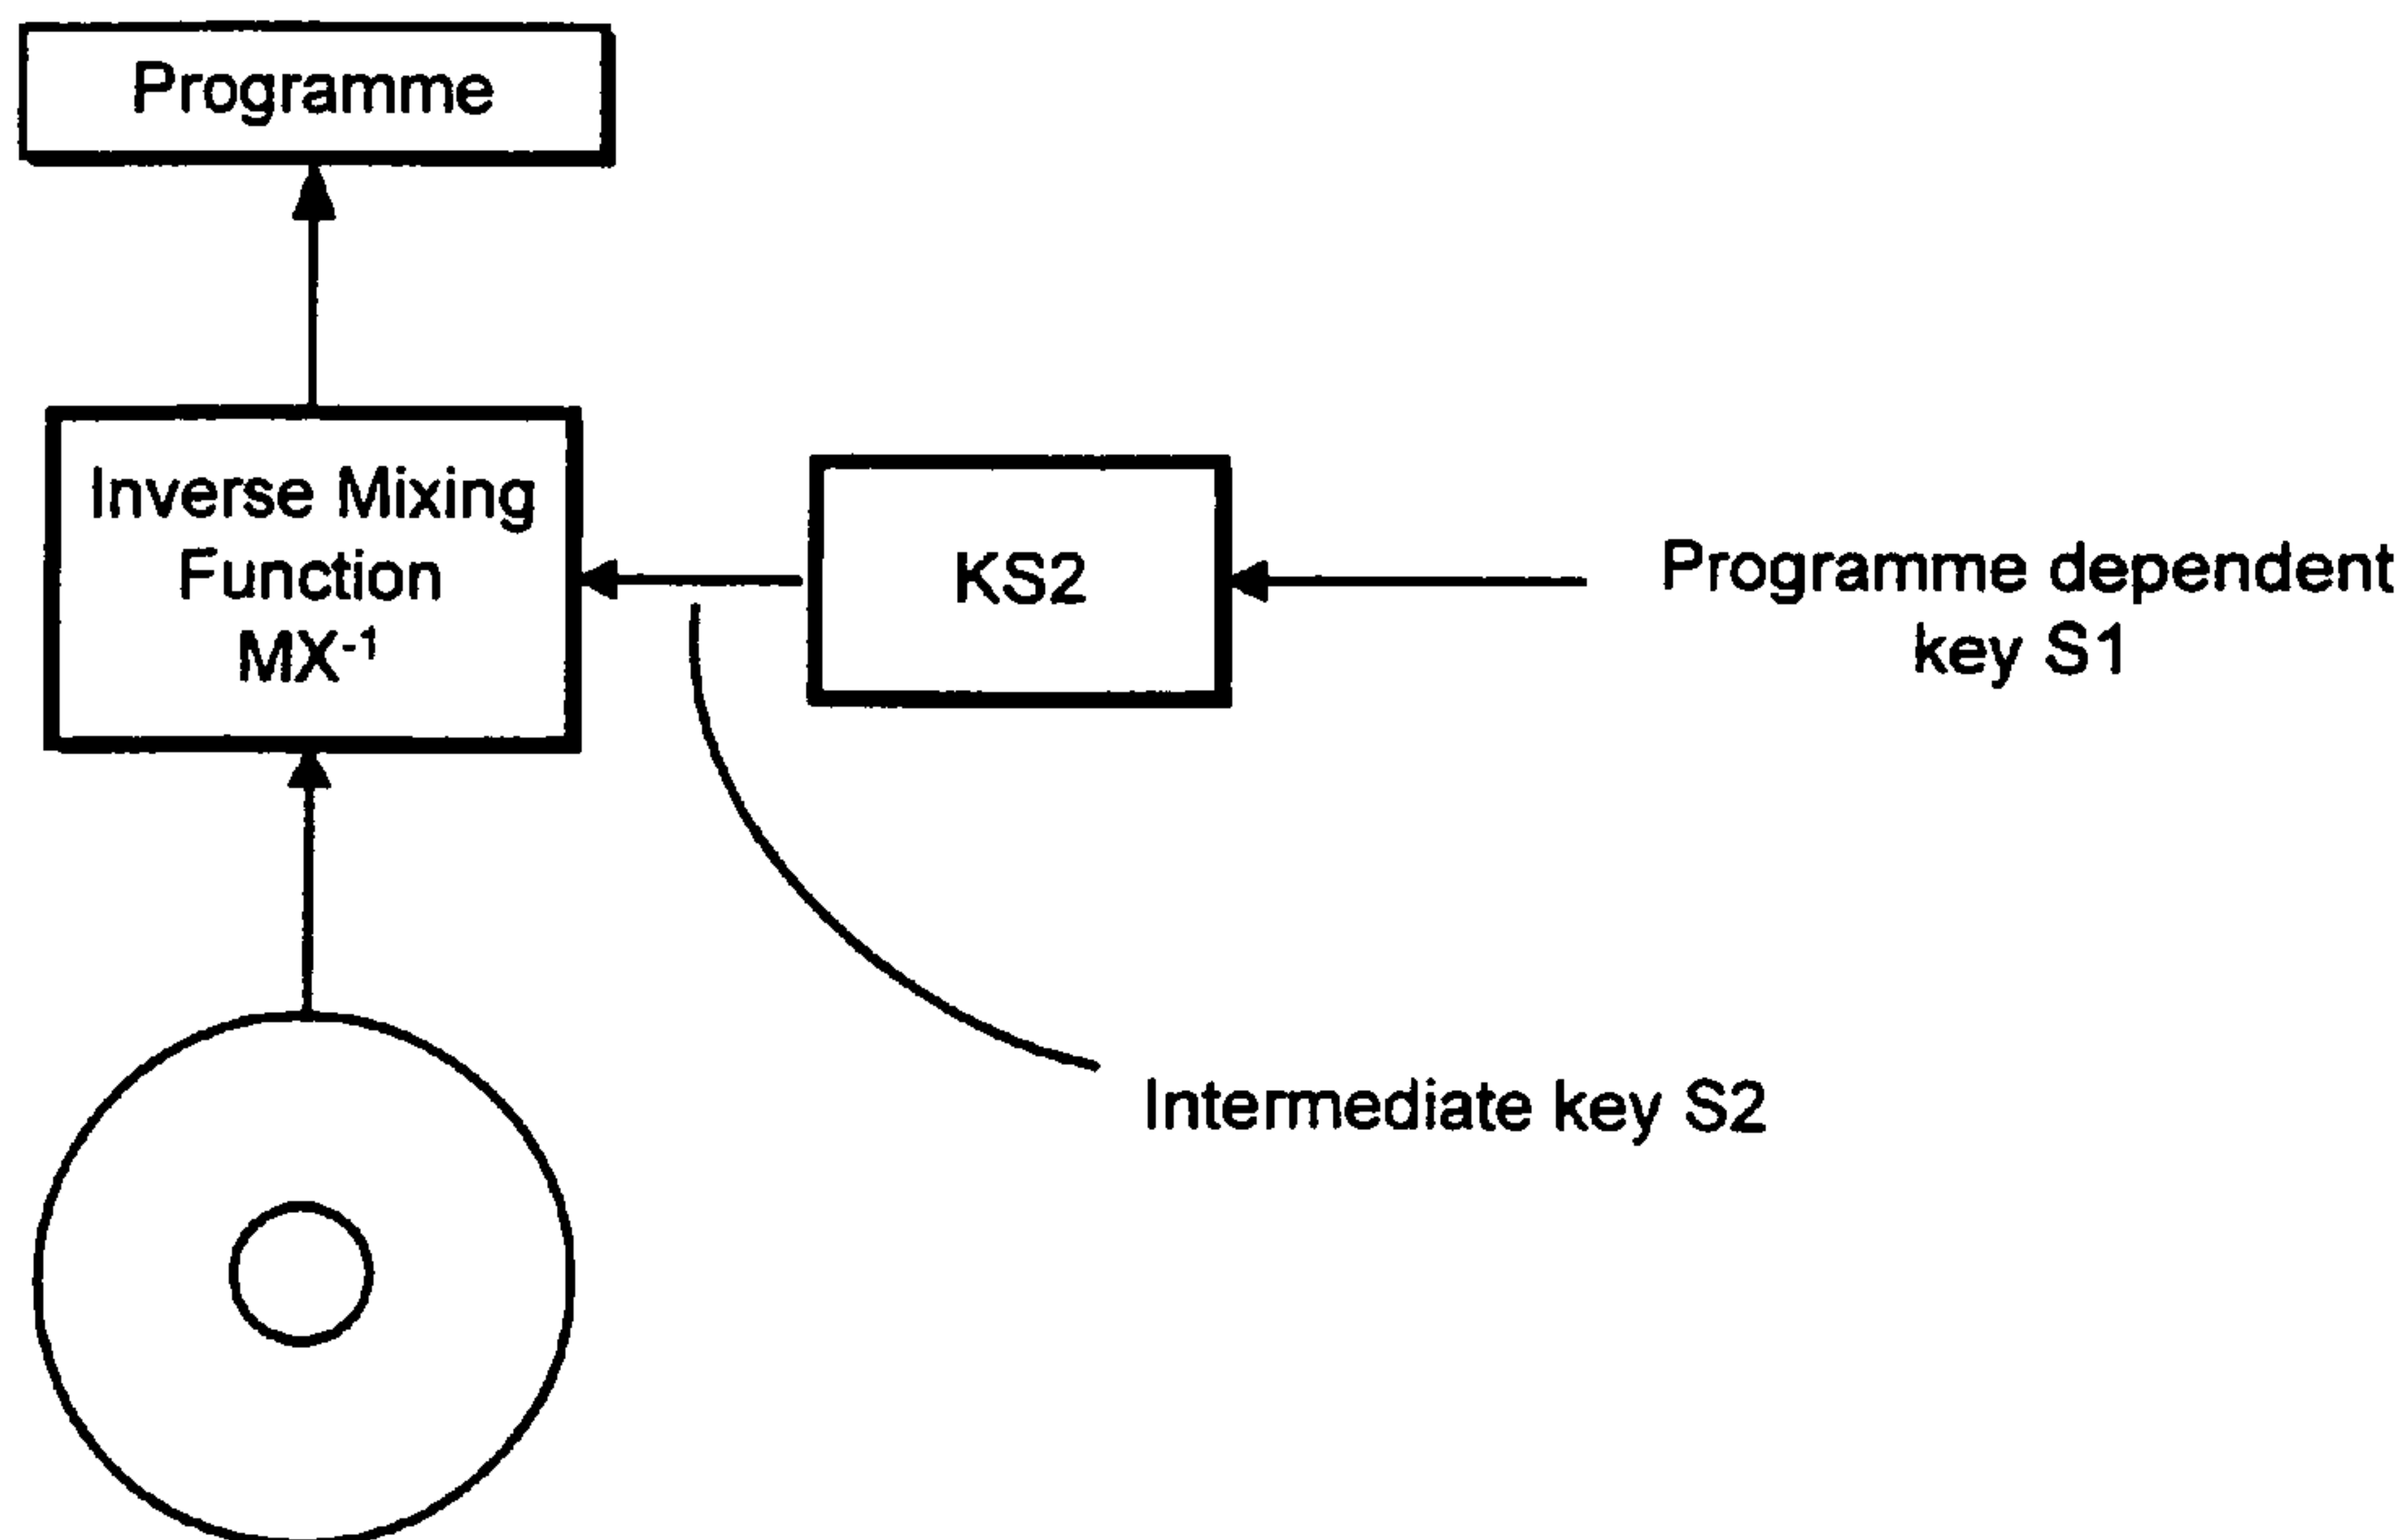 Programme
Inverse Mixing
Function
MX⁻¹
KS2
Programme dependent
key S1
Intermediate key S2